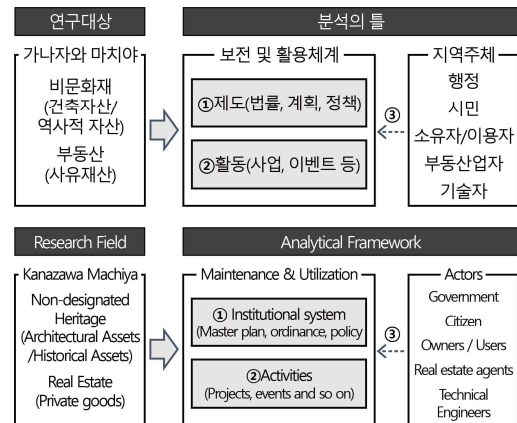 연구대상
분석의 틀
가나자와 마치야
비문화재
(건축자산/
역사적 자산)
부동산
(사유재산)
보전 및 활용체계
①제도(법률, 계획, 정책)
②활동(사업, 이벤트 등)
③
지역주체
행정
시민
소유자/이용자
부동산업자
기술자
Research Field
Analytical Framework
Kanazawa Machiya
Non-designated
Heritage
(Architectural Assets
/Historical Assets)
Real Estate
(Private goods)
Maintenance & Utilization
① Institutional system
(Master plan, ordinance, policy
②Activities
(Projects, events and so on)
③
Actors
Government
Citizen
Owners / Users
Real estate agents
Technical
Engineers